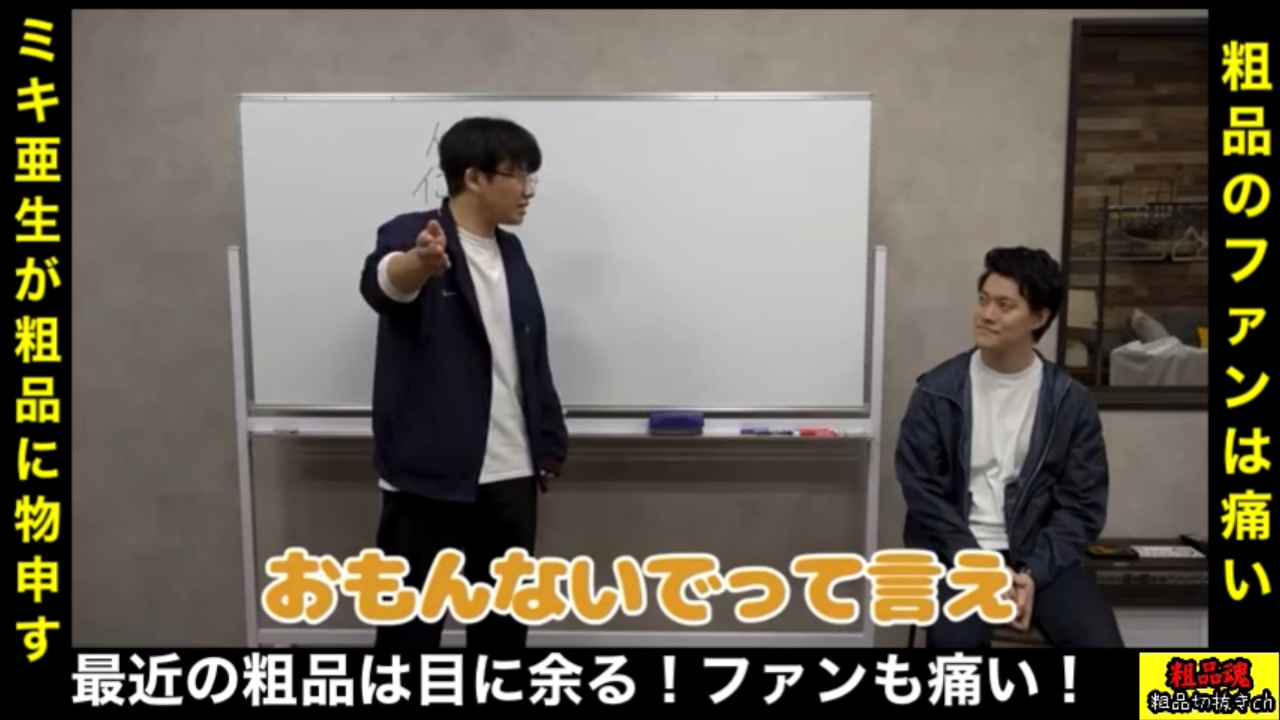 ミキ亜生が粗品に物申す
粗品のファンは痛い
おもんないでって言え
最近の粗品は目に余る！ファンも痛い！
粗品魂
粗品切抜きch